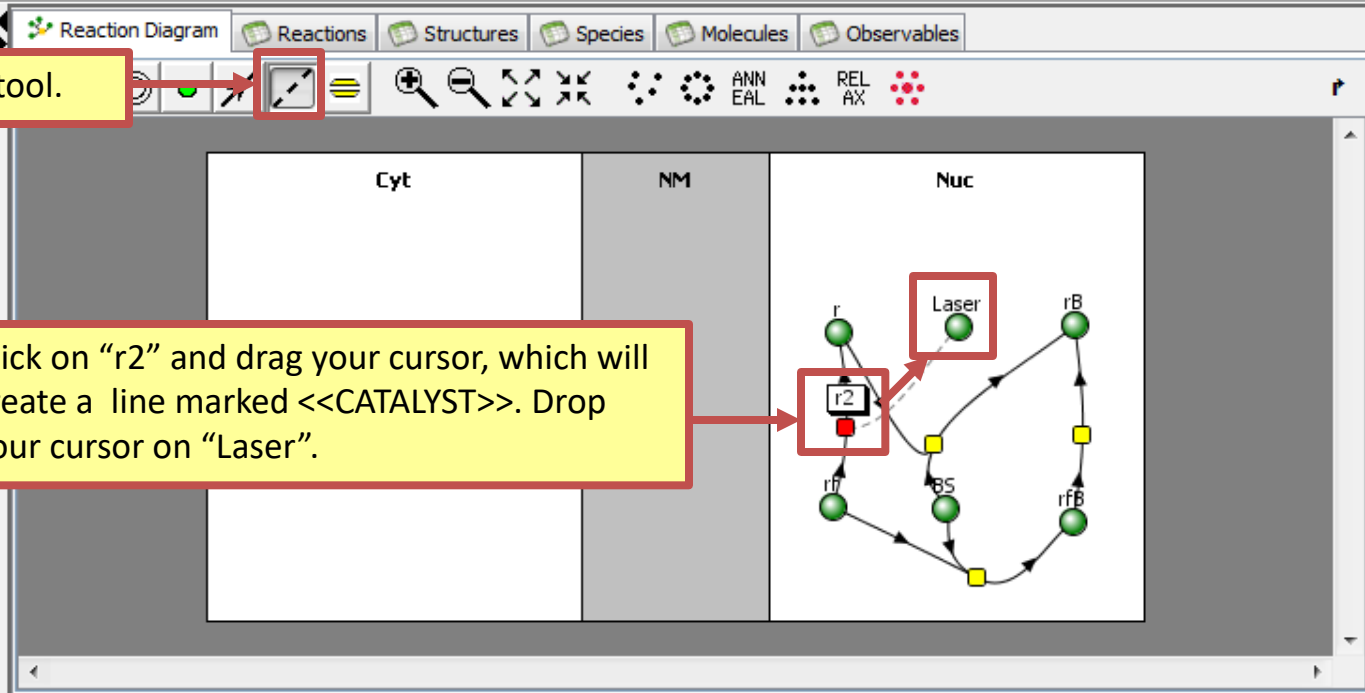 Reaction Diagram Reactions Structures Species Molecules Observables
tool.
ANN
EAL
REL
AX
Cyt NM Nuc
r Laser rB
ick on “r2” and drag your cursor, which will
eate a line marked <<CATALYST>>. Drop
our cursor on “Laser”.
r2
rf BS rfB